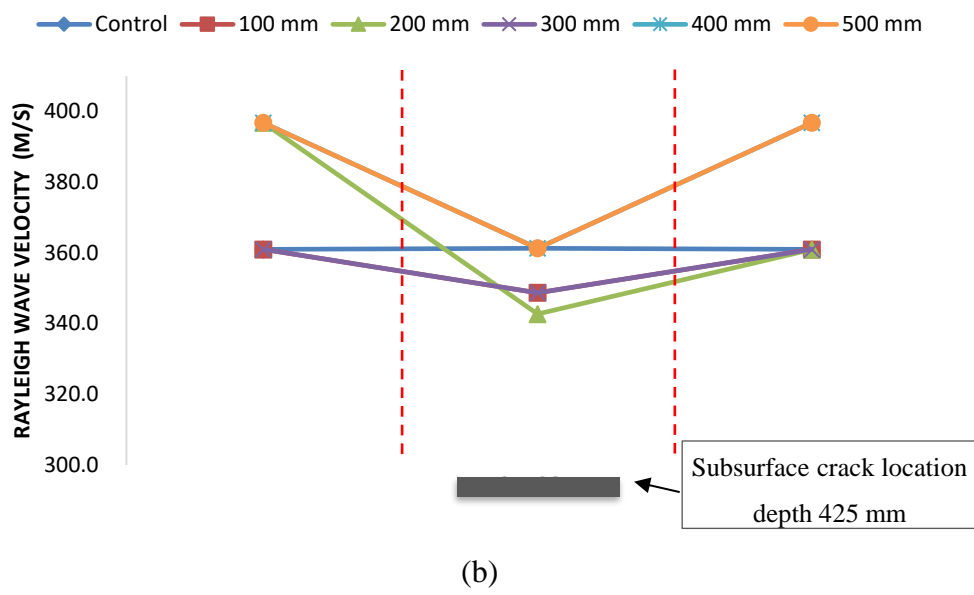 Control 100 mm 200 mm 300 mm 400 mm 500 mm
RAYLEIGH WAVE VELOCITY (M/S)
400.0
380.0
360.0
340.0
320.0
300.0
Subsurface crack location
depth 425 mm
(b)